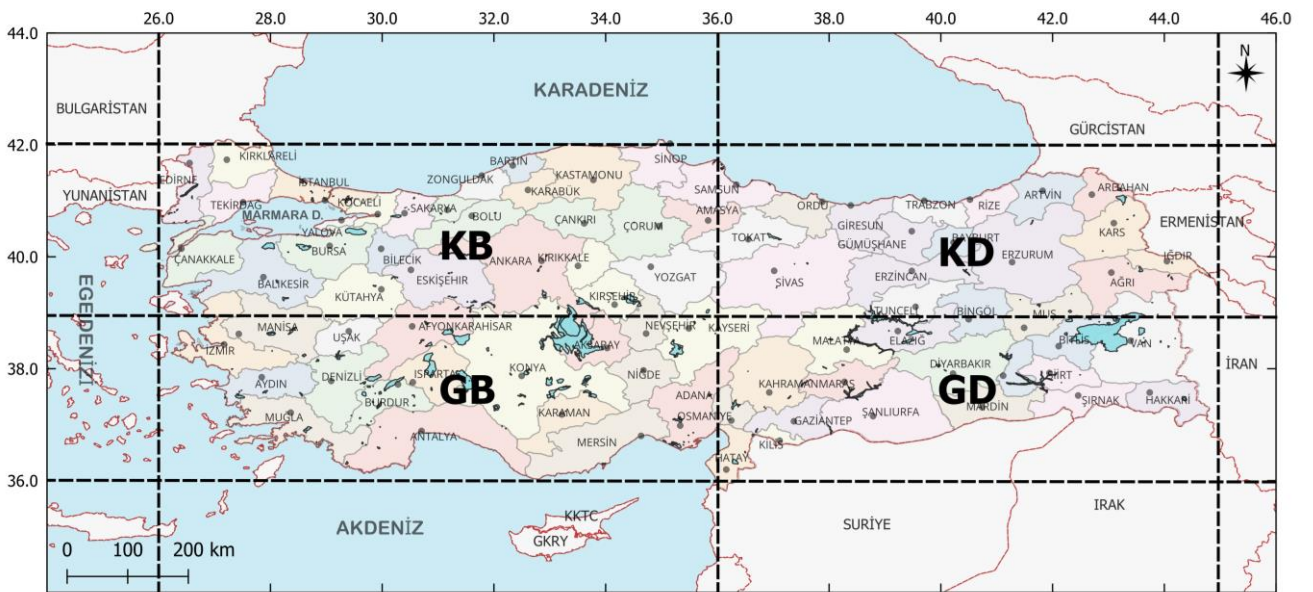 26.0 28.0 30.0 32.0 34.0 36.0 38.0 40.0 42.0 44.0 46.0
44.0
N
KARADENİZ
BULGARİSTAN
GÜRCİSTAN
42.0
KIRKLARELİ
BARTIN
SİNOP
EDİRNE
İSTANBUL
ZONGULDAK
KASTAMONU
SAMSUN
ARTVİN
ARDAHAN
YUNANİSTAN
KARABÜK
TEKİRDAĞ
KOCAELİ
SAKARYA
AMASYA
ORDU
TRABZON
RİZE
MARMARA D.
BOLU
ÇANKIRI
ÇORUM
GİRESUN
ERMENİSTAN
YALOVA
TOKAT
GÜMÜŞHANE
BAYBURT
KARS
BURSA
KB
KD
ÇANAKKALE
BİLECİK
ANKARA
KIRIKKALE
ERZURUM
IĞDIR
40.0
ESKİŞEHİR
YOZGAT
SİVAS
ERZİNCAN
AĞRI
BALIKESİR
KÜTAHYA
KIRŞEHİR
TUNCELİ
BİNGÖL
MUŞ
EGEDENİZİ
MANİSA
AFYONKARAHİSAR
NEVŞEHİR
KAYSERİ
UŞAK
MALATYA
ELAZIĞ
BİTLİS
VAN
İZMİR
AKSARAY
DİYARBAKIR
İRAN
38.0
AYDIN
DENİZLİ
ISPARTA
KONYA
NİĞDE
KAHRAMANMARAŞ
SİİRT
GB
GD
BURDUR
ADANA
ŞIRNAK
HAKKARİ
MUĞLA
KARAMAN
OSMANİYE
GAZİANTEP
ŞANLIURFA
MARDİN
ANTALYA
MERSİN
KİLİS
HATAY
36.0
AKDENİZ
KKTC
GKRY
SURİYE
IRAK
0 100 200 km